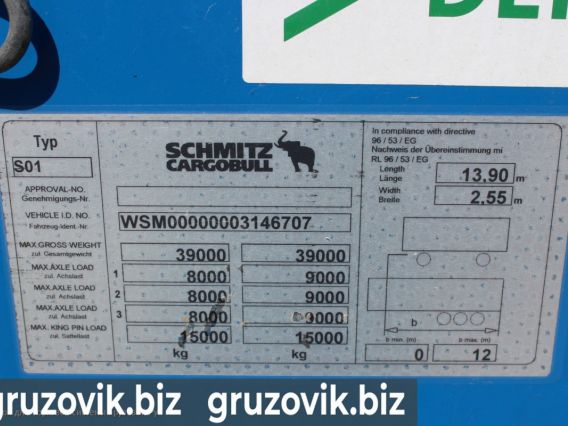 Typ
S01
SCHMITZ
CARGOBULL
In compliance with directive
96 / 53 / EG
Nachweis der Übereinstimmung mi
RL 96 / 53 / EG
APPROVAL-NO.
Genehmigungs-Nr.
Length
Länge 13.90 m
Width
Breite 2.55 m
VEHICLE I.D. NO.
Fahrzeug-Ident.-Nr. WSM00000003146707
MAX.GROSS WEIGHT
zul. Gesamtgewicht 39000 39000
MAX.AXLE LOAD
zul. Achslast 1 8000 9000
MAX.AXLE LOAD
zul. Achslast 2 8000 9000
MAX.AXLE LOAD
zul. Achslast 3 8000 9000
MAX. KING PIN LOAD
zul. Sattellast 15000 15000
kg kg
b
b min. (m) b max. (m)
0 12
gruzovik.biz gruzovik.biz